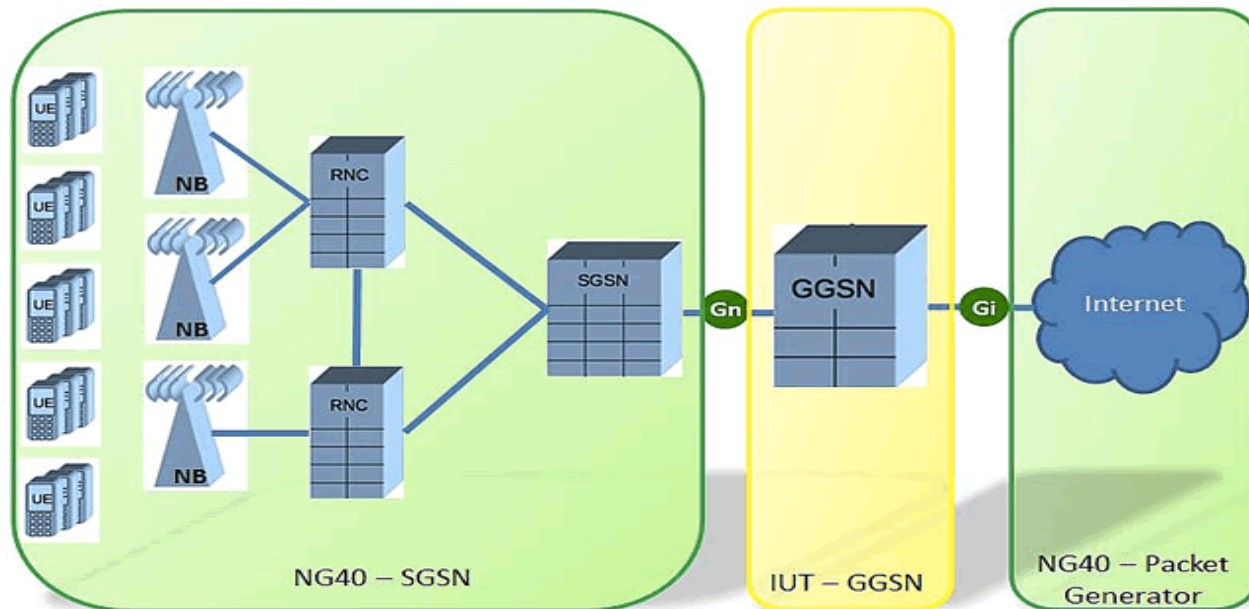 UE
UE
UE
UE
UE
NB
NB
NB
RNC
RNC
SGSN
Gn
GGSN
Gi
Internet
NG40 – SGSN
IUT – GGSN
NG40 – Packet
Generator